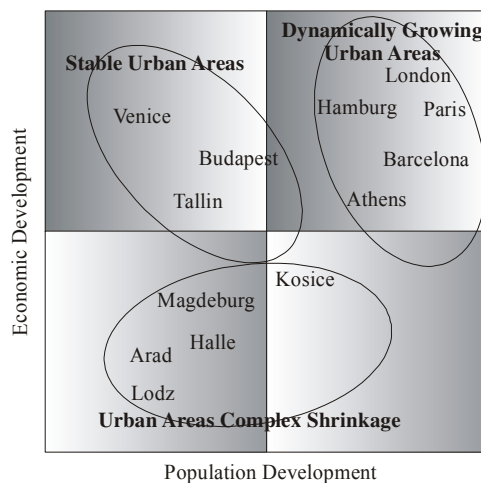 Dynamically Growing
Urban Areas
Stable Urban Areas
London
Venice
Hamburg
Paris
Budapest
Barcelona
Tallin
Athens
Economic Development
Kosice
Magdeburg
Halle
Arad
Lodz
Urban Areas Complex Shrinkage
Population Development